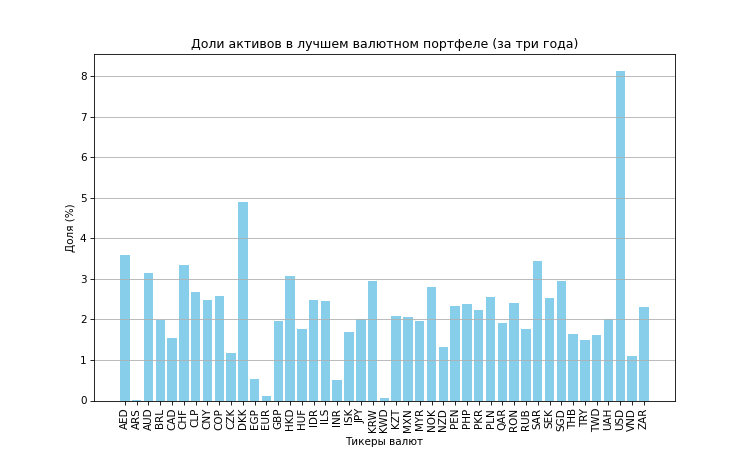 Доли активов в лучшем валютном портфеле (за три года)
Доля (%)
8
7
6
5
4
3
2
1
0
AED ARS AUD BRL CAD CHF CLP CNY COP CZK DKK EGP EUR GBP HKD HUF IDR ILS INR ISK JPY KRW KWD KZT MXN MYR NOK NZD PEN PHP PKR PLN QAR RON RUB SAR SEK SGD THB TRY TWD UAH USD VND ZAR
Тикеры валют